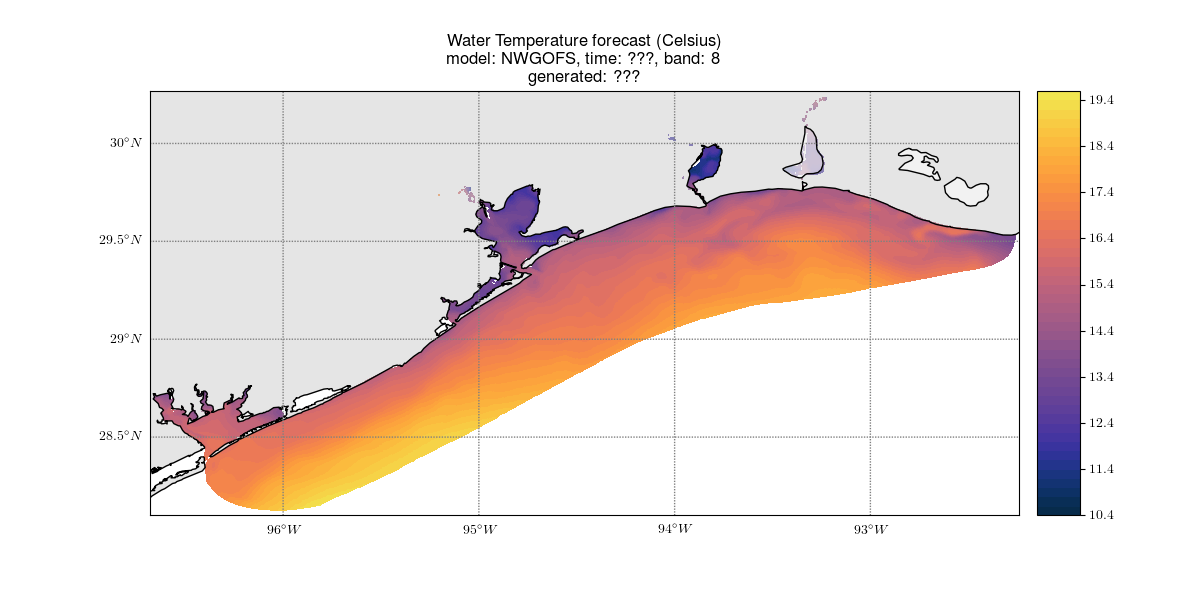 Water Temperature forecast (Celsius)
model: NWGOFS, time: ???, band: 8
generated: ???
30°N
29.5°N
29°N
28.5°N
96°W
95°W
94°W
93°W
19.4
18.4
17.4
16.4
15.4
14.4
13.4
12.4
11.4
10.4